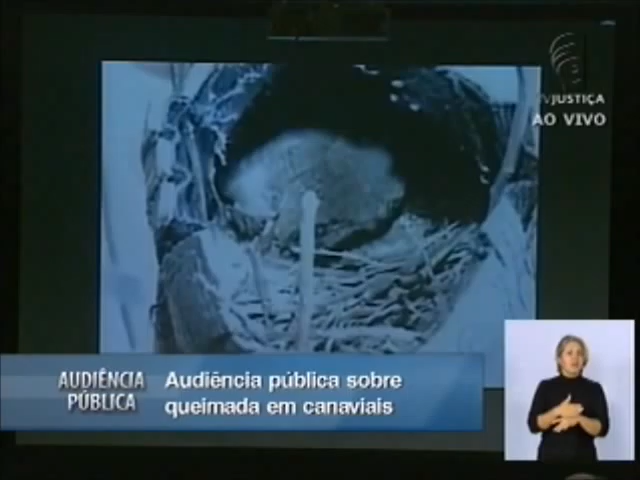 TVJUSTIÇA
AO VIVO
AUDIÊNCIA
PÚBLICA
Audiência pública sobre
queimada em canaviais